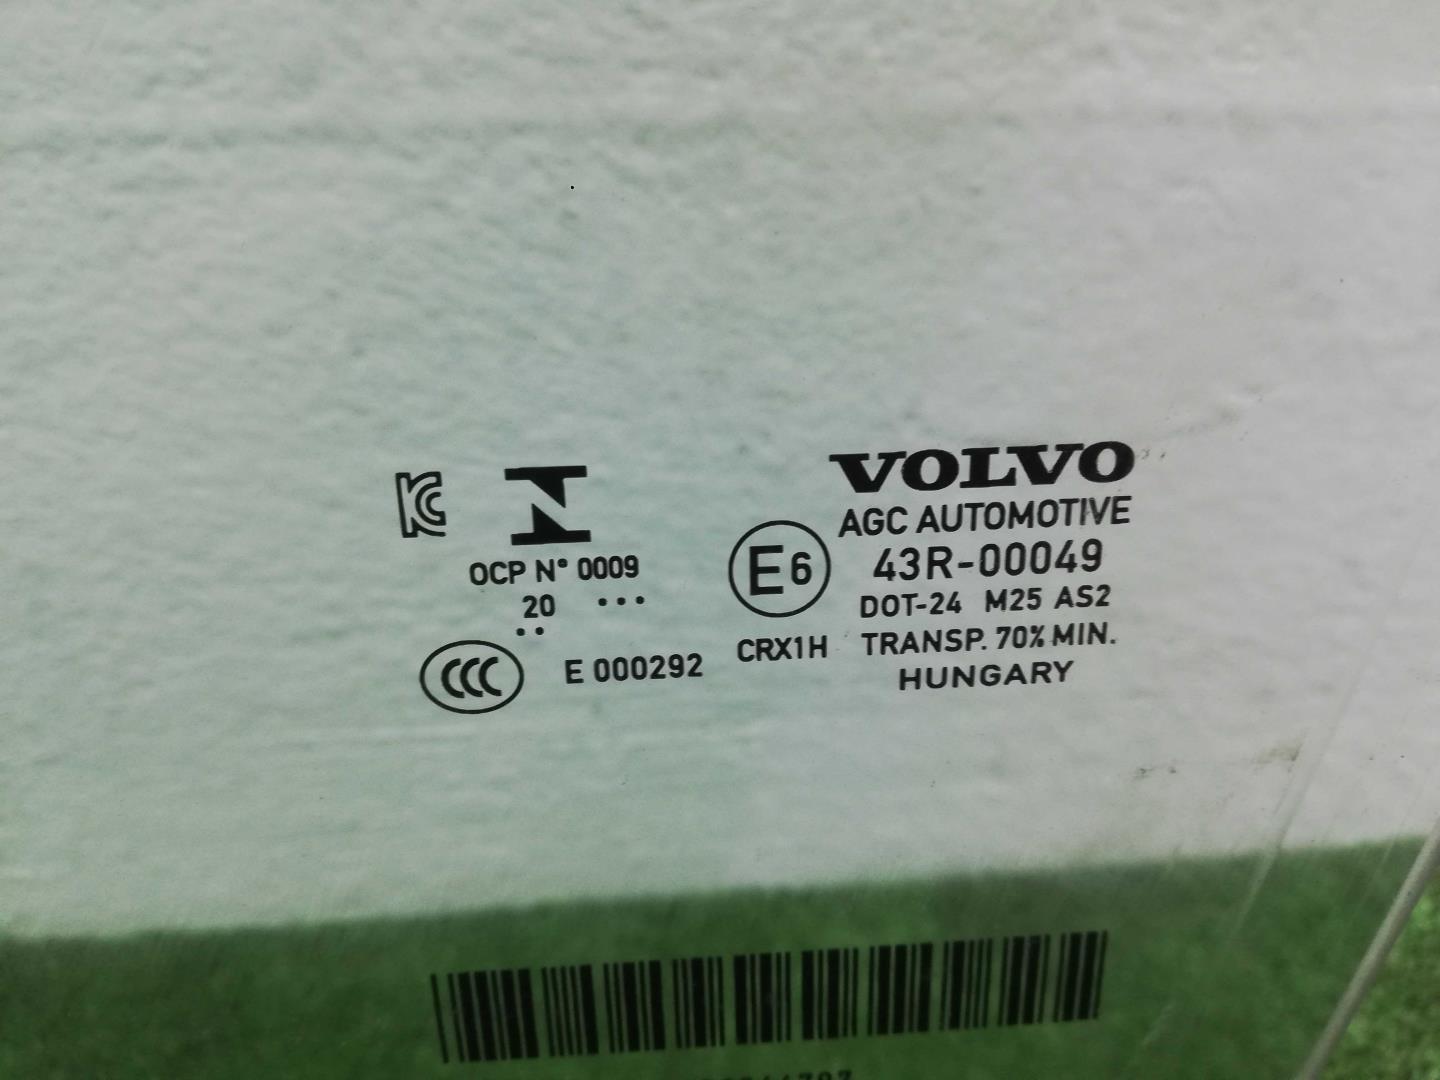 VOLVO
AGC AUTOMOTIVE
43R-00049
DOT-24 M25 AS2
TRANSP. 70% MIN.
HUNGARY
E6
CRX1H
KC
N
OCP N° 0009
20 •••
••
CCC
E 000292